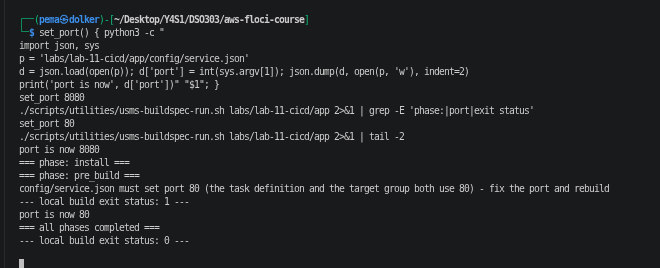 ┌──(pema㉿dolker)-[~/Desktop/Y4S1/DSO303/aws-floci-course]
└─$ set_port() { python3 -c "
import json, sys
p = 'labs/lab-11-cicd/app/config/service.json'
d = json.load(open(p)); d['port'] = int(sys.argv[1]); json.dump(d, open(p, 'w'), indent=2)
print('port is now', d['port'])" "$1"; }
set_port 8080
./scripts/utilities/usms-buildspec-run.sh labs/lab-11-cicd/app 2>&1 | grep -E 'phase:|port|exit status'
set_port 80
./scripts/utilities/usms-buildspec-run.sh labs/lab-11-cicd/app 2>&1 | tail -2
port is now 8080
=== phase: install ===
=== phase: pre_build ===
config/service.json must set port 80 (the task definition and the target group both use 80) - fix the port and rebuild
--- local build exit status: 1 ---
port is now 80
=== all phases completed ===
--- local build exit status: 0 ---